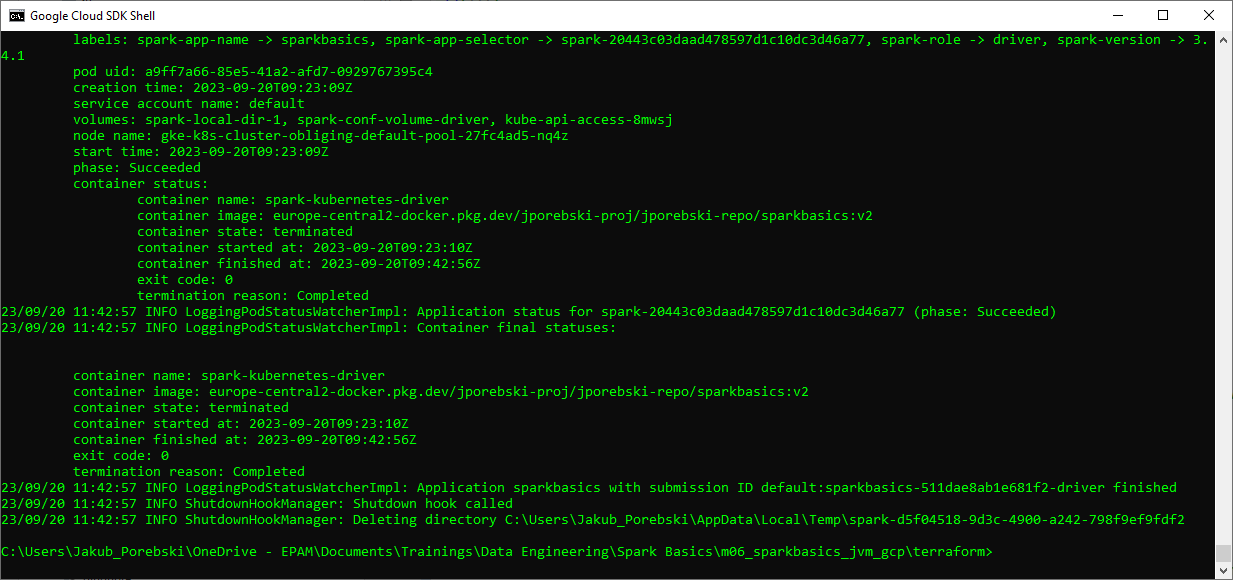 Google Cloud SDK Shell
labels: spark-app-name -> sparkbasics, spark-app-selector -> spark-20443c03daad478597d1c10dc3d46a77, spark-role -> driver, spark-version -> 3.
4.1
pod uid: a9ff7a66-85e5-41a2-afd7-0929767395c4
creation time: 2023-09-20T09:23:09Z
service account name: default
volumes: spark-local-dir-1, spark-conf-volume-driver, kube-api-access-8mwsj
node name: gke-k8s-cluster-obliging-default-pool-27fc4ad5-nq4z
start time: 2023-09-20T09:23:09Z
phase: Succeeded
container status:
container name: spark-kubernetes-driver
container image: europe-central2-docker.pkg.dev/jporebski-proj/jporebski-repo/sparkbasics:v2
container state: terminated
container started at: 2023-09-20T09:23:10Z
container finished at: 2023-09-20T09:42:56Z
exit code: 0
termination reason: Completed
23/09/20 11:42:57 INFO LoggingPodStatusWatcherImpl: Application status for spark-20443c03daad478597d1c10dc3d46a77 (phase: Succeeded)
23/09/20 11:42:57 INFO LoggingPodStatusWatcherImpl: Container final statuses:
container name: spark-kubernetes-driver
container image: europe-central2-docker.pkg.dev/jporebski-proj/jporebski-repo/sparkbasics:v2
container state: terminated
container started at: 2023-09-20T09:23:10Z
container finished at: 2023-09-20T09:42:56Z
exit code: 0
termination reason: Completed
23/09/20 11:42:57 INFO LoggingPodStatusWatcherImpl: Application sparkbasics with submission ID default:sparkbasics-511dae8ab1e681f2-driver finished
23/09/20 11:42:57 INFO ShutdownHookManager: Shutdown hook called
23/09/20 11:42:57 INFO ShutdownHookManager: Deleting directory C:\Users\Jakub_Porebski\AppData\Local\Temp\spark-d5f04518-9d3c-4900-a242-798f9ef9fdf2
C:\Users\Jakub_Porebski\OneDrive - EPAM\Documents\Trainings\Data Engineering\Spark Basics\m06_sparkbasics_jvm_gcp\terraform>